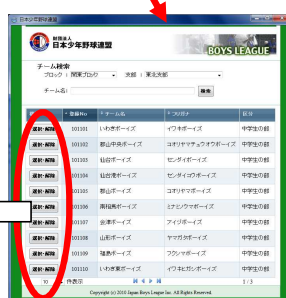 日本少年野球連盟
財団法人
日本少年野球連盟
BOYS LEAGUE
チーム検索
ブロック : 関東ブロック 支部 : 東北支部
チーム名: 検索
登録No チーム名 フリガナ 区分
選択・解除 101101 いわきボーイズ イワキボーイズ 中学生の部
選択・解除 101102 郡山中央ボーイズ コオリヤマチュウオウボーイズ 中学生の部
選択・解除 101103 仙台ボーイズ センダイボーイズ 中学生の部
選択・解除 101104 仙台港ボーイズ センダイコウボーイズ 中学生の部
選択・解除 101105 郡山ボーイズ コオリヤマボーイズ 中学生の部
選択・解除 101106 南相馬ボーイズ ミナミソウマボーイズ 中学生の部
選択・解除 101107 会津ボーイズ アイヅボーイズ 中学生の部
選択・解除 101108 山形ボーイズ ヤマガタボーイズ 中学生の部
選択・解除 101109 福島ボーイズ フクシマボーイズ 中学生の部
選択・解除 101110 いわき東ボーイズ イワキヒガシボーイズ 中学生の部
10 件表示 1 / 3
Copyright (c) 2010 Japan Boys League Inc. All Rights Reserved.